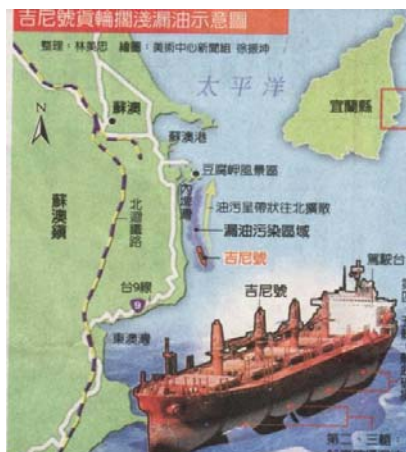 吉尼號貨輪擱淺漏油示意圖
整理：林美忠 繪圖：美術中心新聞組 徐振坤
太平洋
宜蘭縣
N
蘇澳
蘇澳港
豆腐岬風景區
內埤灣
油污呈帶狀往北擴散
漏油污染區域
吉尼號
蘇澳鎮
北迴鐵路
台9線
9
東澳港
吉尼號
駕駛台
第二、三艙